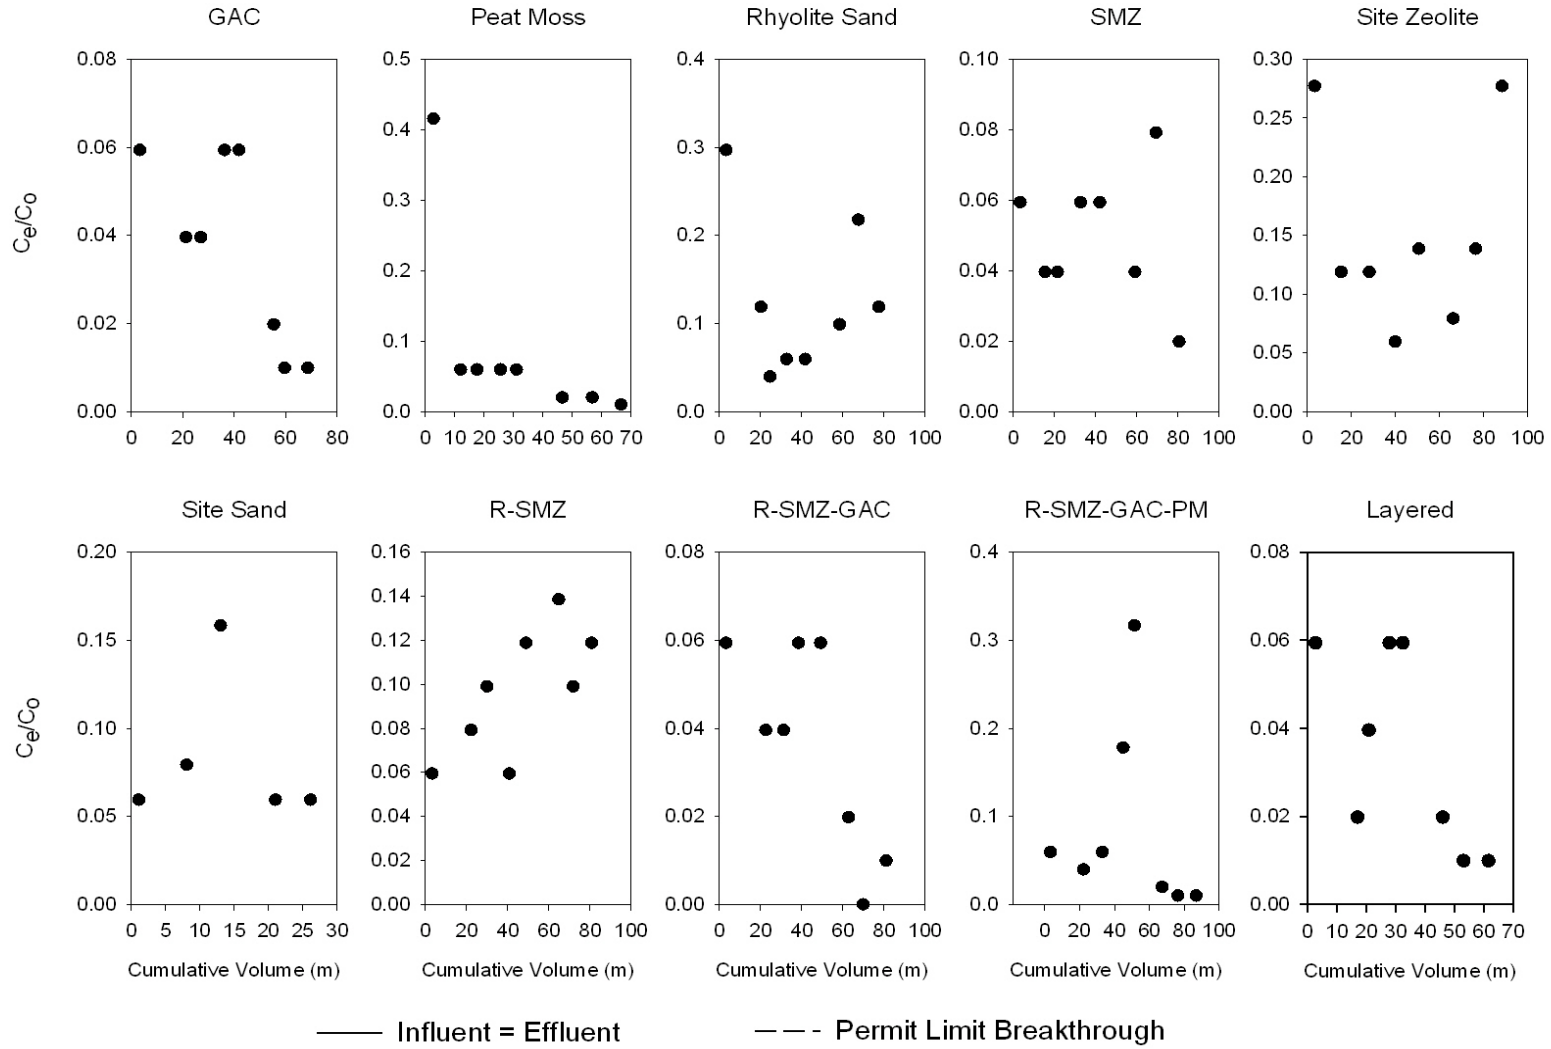 GAC Peat Moss Rhyolite Sand SMZ Site Zeolite
0.08 0.5 0.4 0.10 0.30
0.25
0.4 0.08
0.06 0.3 0.20
0.3 0.06
Ce/Co 0.04 0.2 0.15
0.2 0.04
0.10
0.02 0.1 0.1 0.02 0.05
0.00 0.0 0.0 0.00 0.00
0 20 40 60 80 0 10 20 30 40 50 60 70 0 20 40 60 80 100 0 20 40 60 80 100 0 20 40 60 80 100
Site Sand R-SMZ R-SMZ-GAC R-SMZ-GAC-PM Layered
0.20 0.16 0.08 0.4 0.08
0.14
0.15 0.12 0.06 0.3 0.06
0.10
Ce/Co 0.10 0.08 0.04 0.2 0.04
0.06
0.05 0.04 0.02 0.1 0.02
0.02
0.00 0.00 0.00 0.0 0.00
0 5 10 15 20 25 30 0 20 40 60 80 100 0 20 40 60 80 100 0 20 40 60 80 100 0 10 20 30 40 50 60 70
Cumulative Volume (m) Cumulative Volume (m) Cumulative Volume (m) Cumulative Volume (m) Cumulative Volume (m)
Influent = Effluent Permit Limit Breakthrough